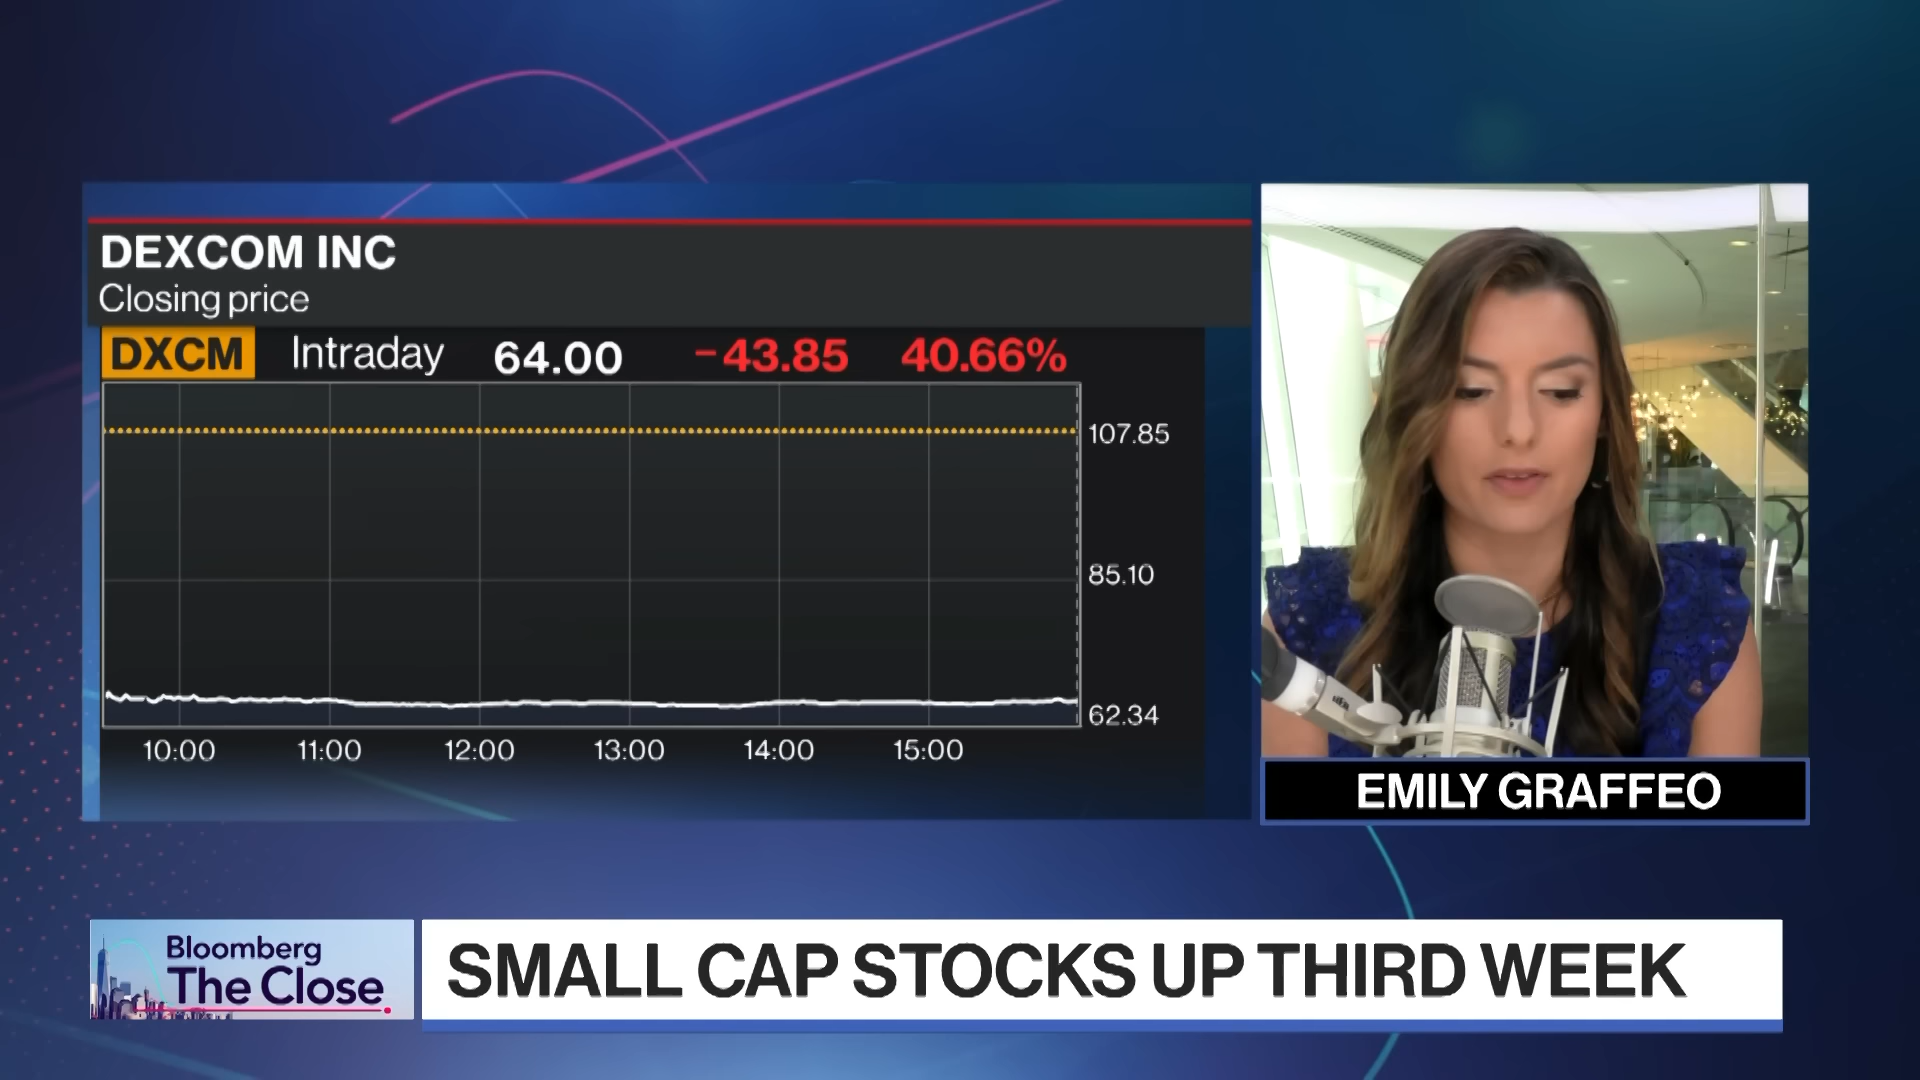 DEXCOM INC
Closing price
DXCM Intraday 64.00 -43.85 40.66%
107.85
85.10
62.34
10:00 11:00 12:00 13:00 14:00 15:00
EMILY GRAFFEO
Bloomberg
The Close
SMALL CAP STOCKS UP THIRD WEEK